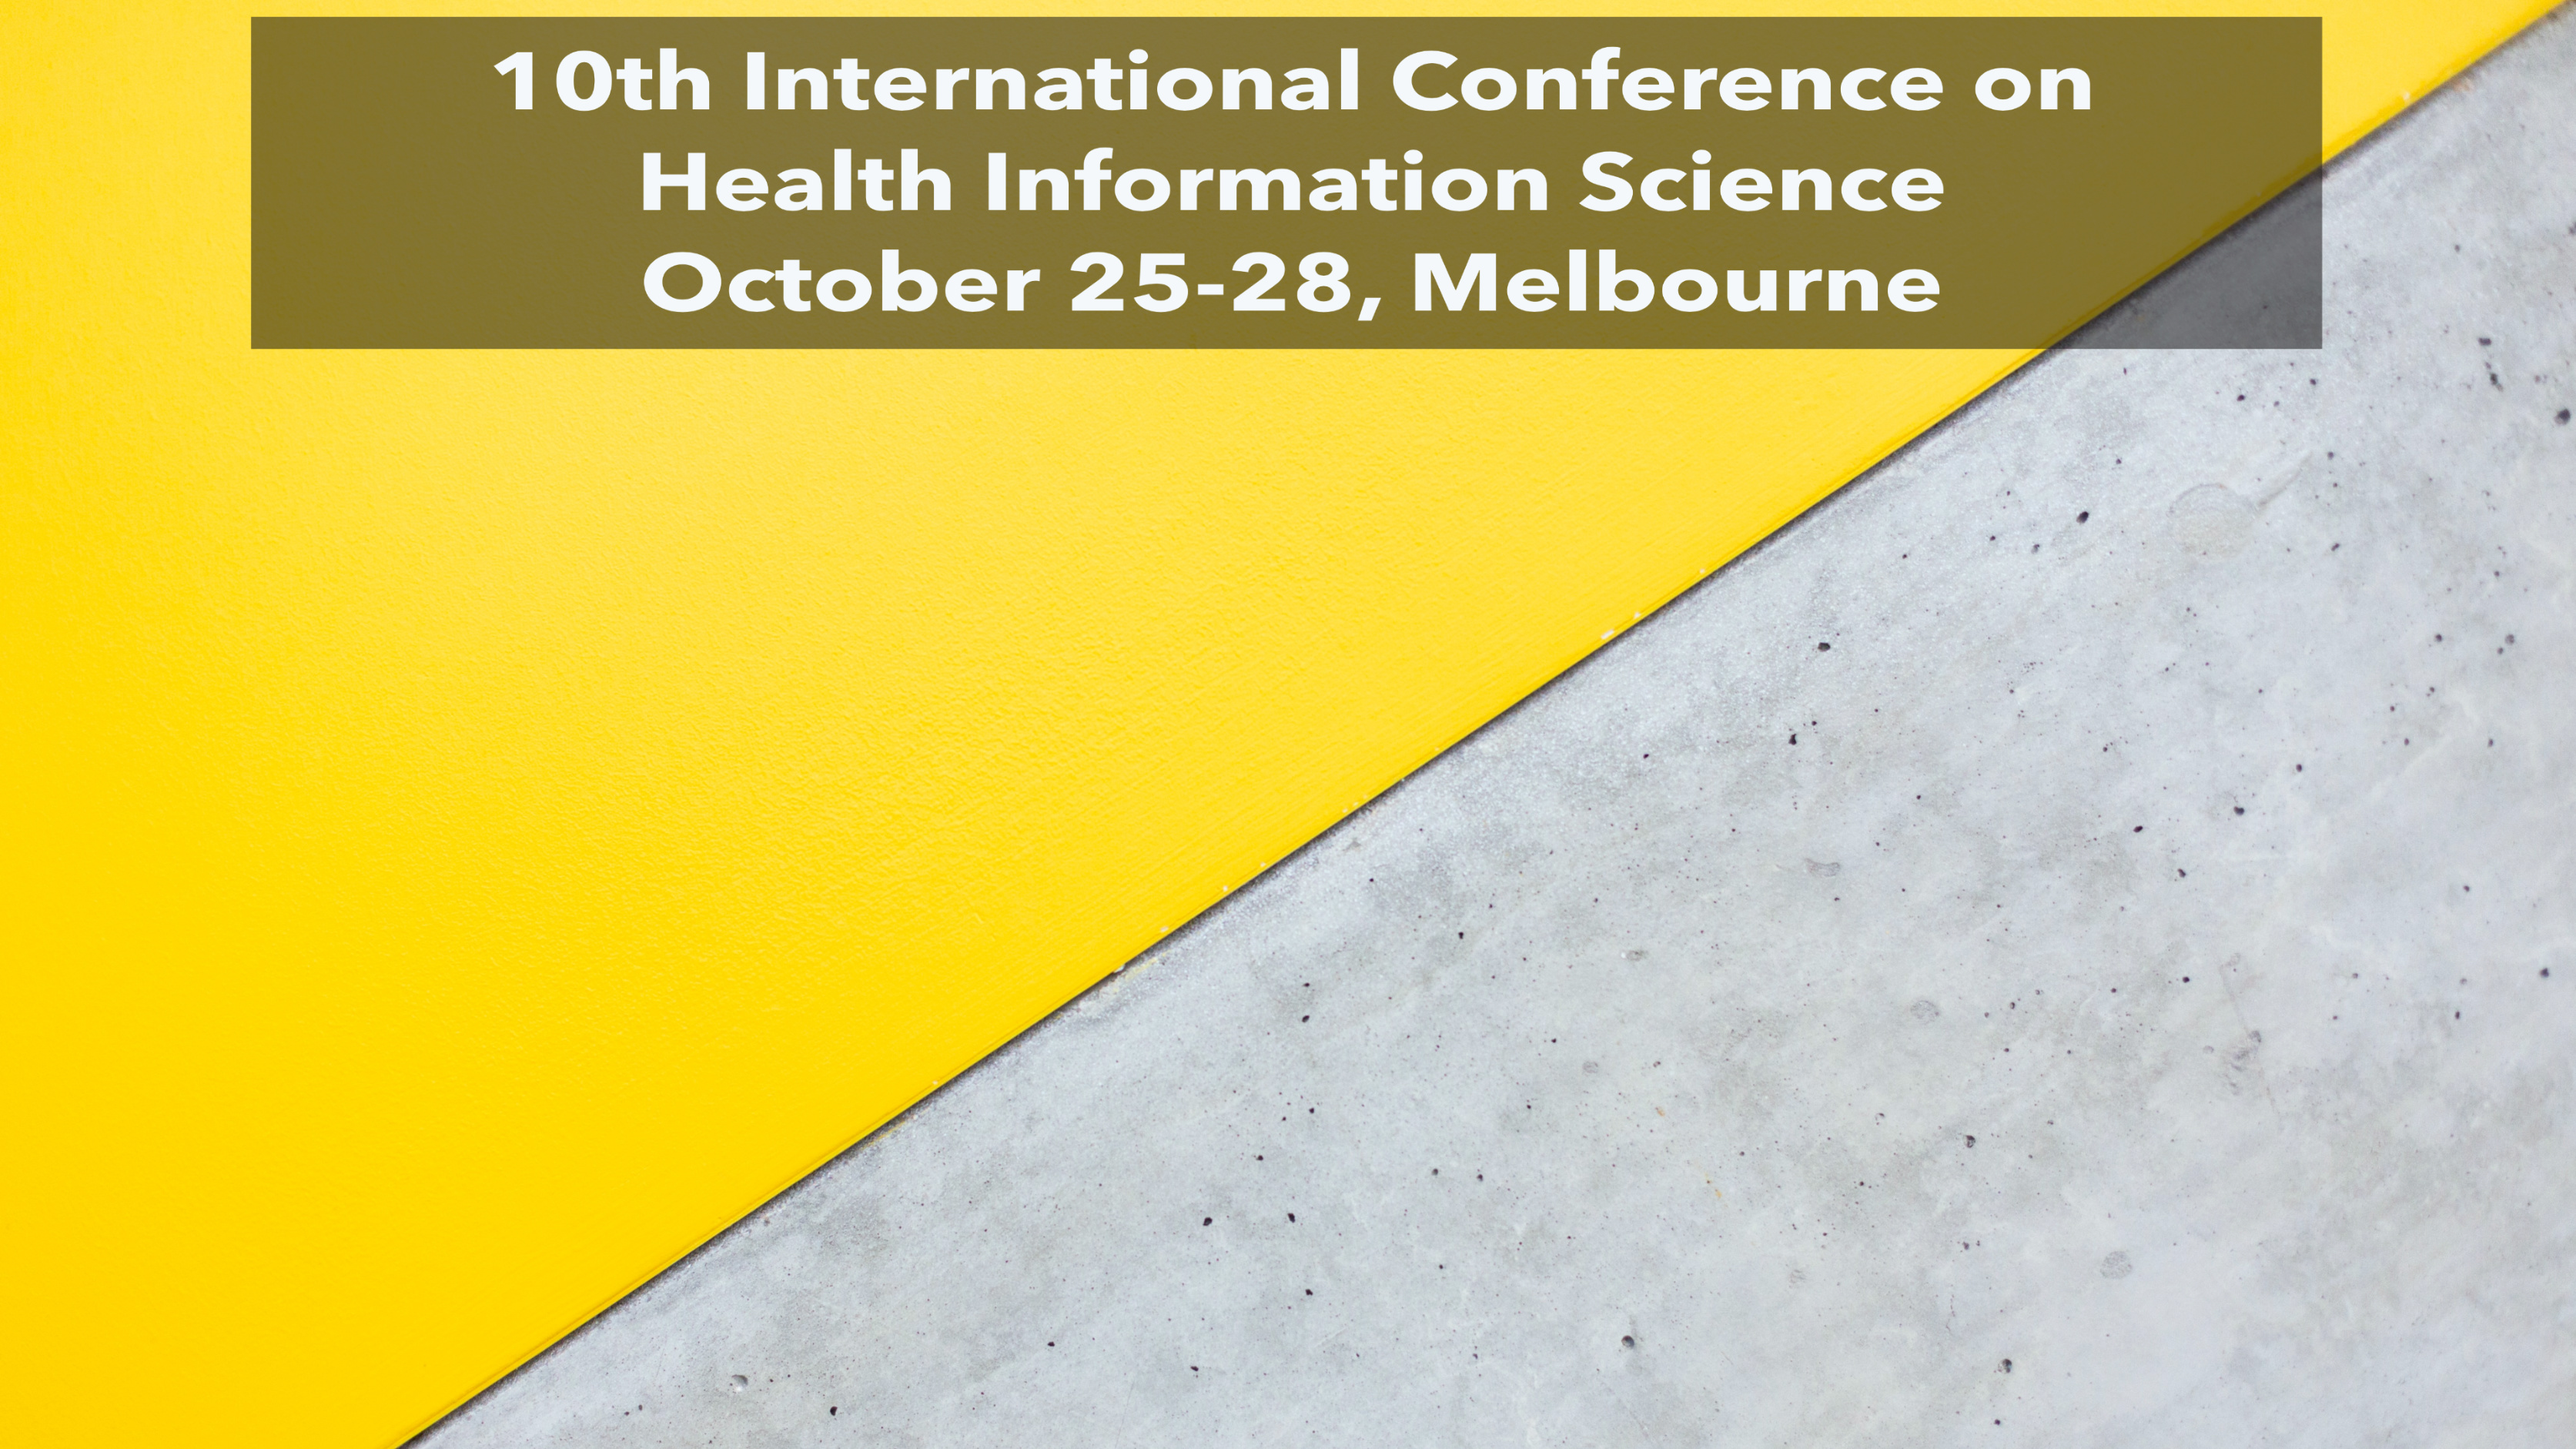 10th International Conference on
Health Information Science
October 25-28, Melbourne